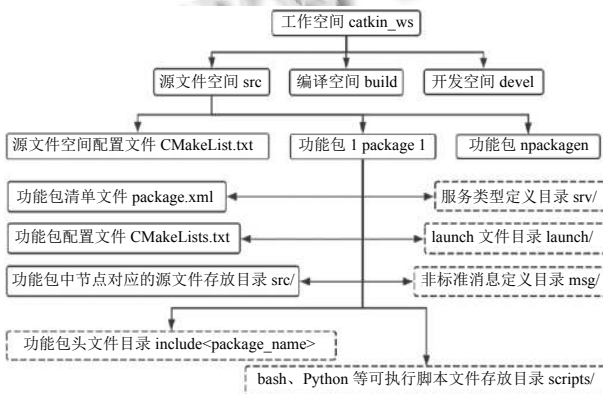 工作空间 catkin_ws
源文件空间 src
编译空间 build
开发空间 devel
源文件空间配置文件 CMakeList.txt
功能包 1 package 1
功能包 npackagen
功能包清单文件 package.xml
服务类型定义目录 srv/
功能包配置文件 CMakeLists.txt
launch 文件目录 launch/
功能包中节点对应的源文件存放目录 src/
非标准消息定义目录 msg/
功能包头文件目录 include<package_name>
bash、Python 等可执行脚本文件存放目录 scripts/